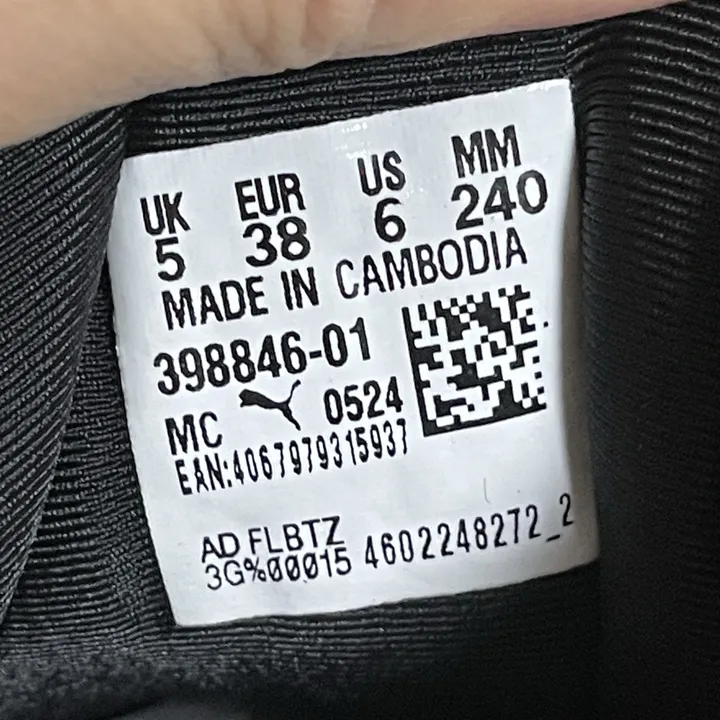 UK EUR US MM
5 38 6 240
MADE IN CAMBODIA
398846-01
MC 0524
EAN:4067979315937
AD FLBTZ
3G%00015 4602248272_2